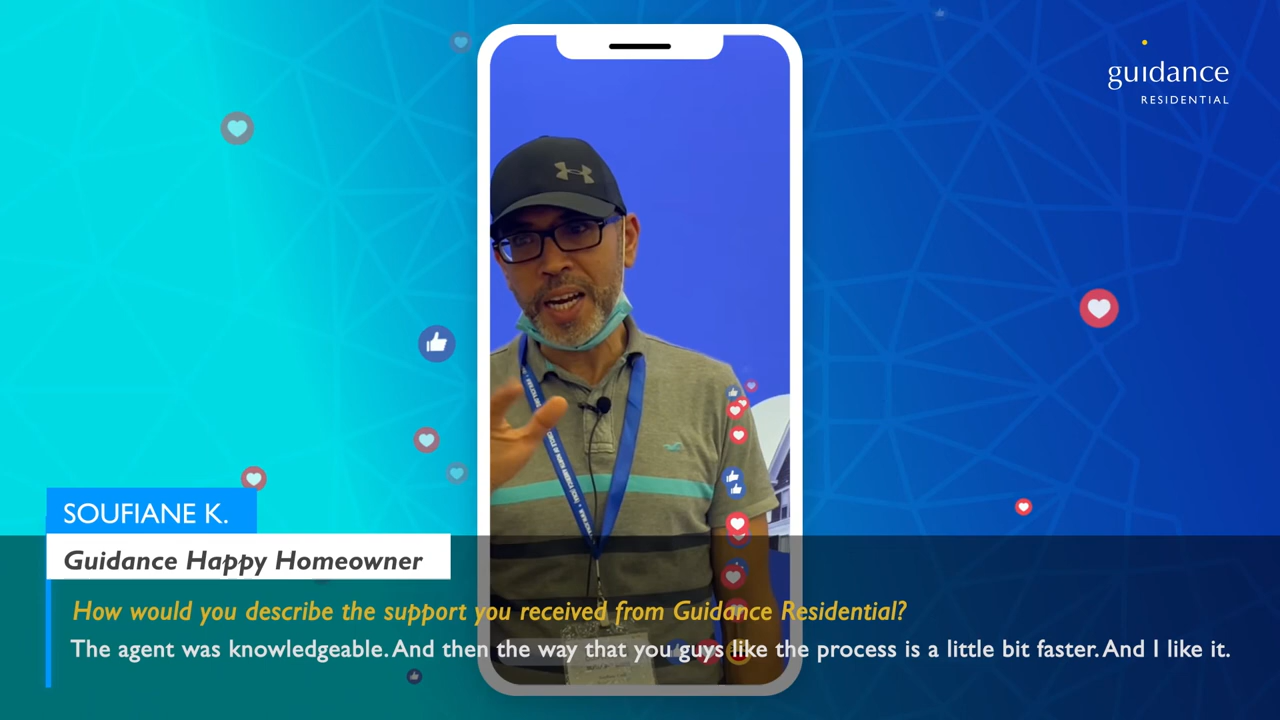 guidance
RESIDENTIAL
SOUFIANE K.
Guidance Happy Homeowner
How would you describe the support you received from Guidance Residential?
The agent was knowledgeable. And then the way that you guys like the process is a little bit faster. And I like it.